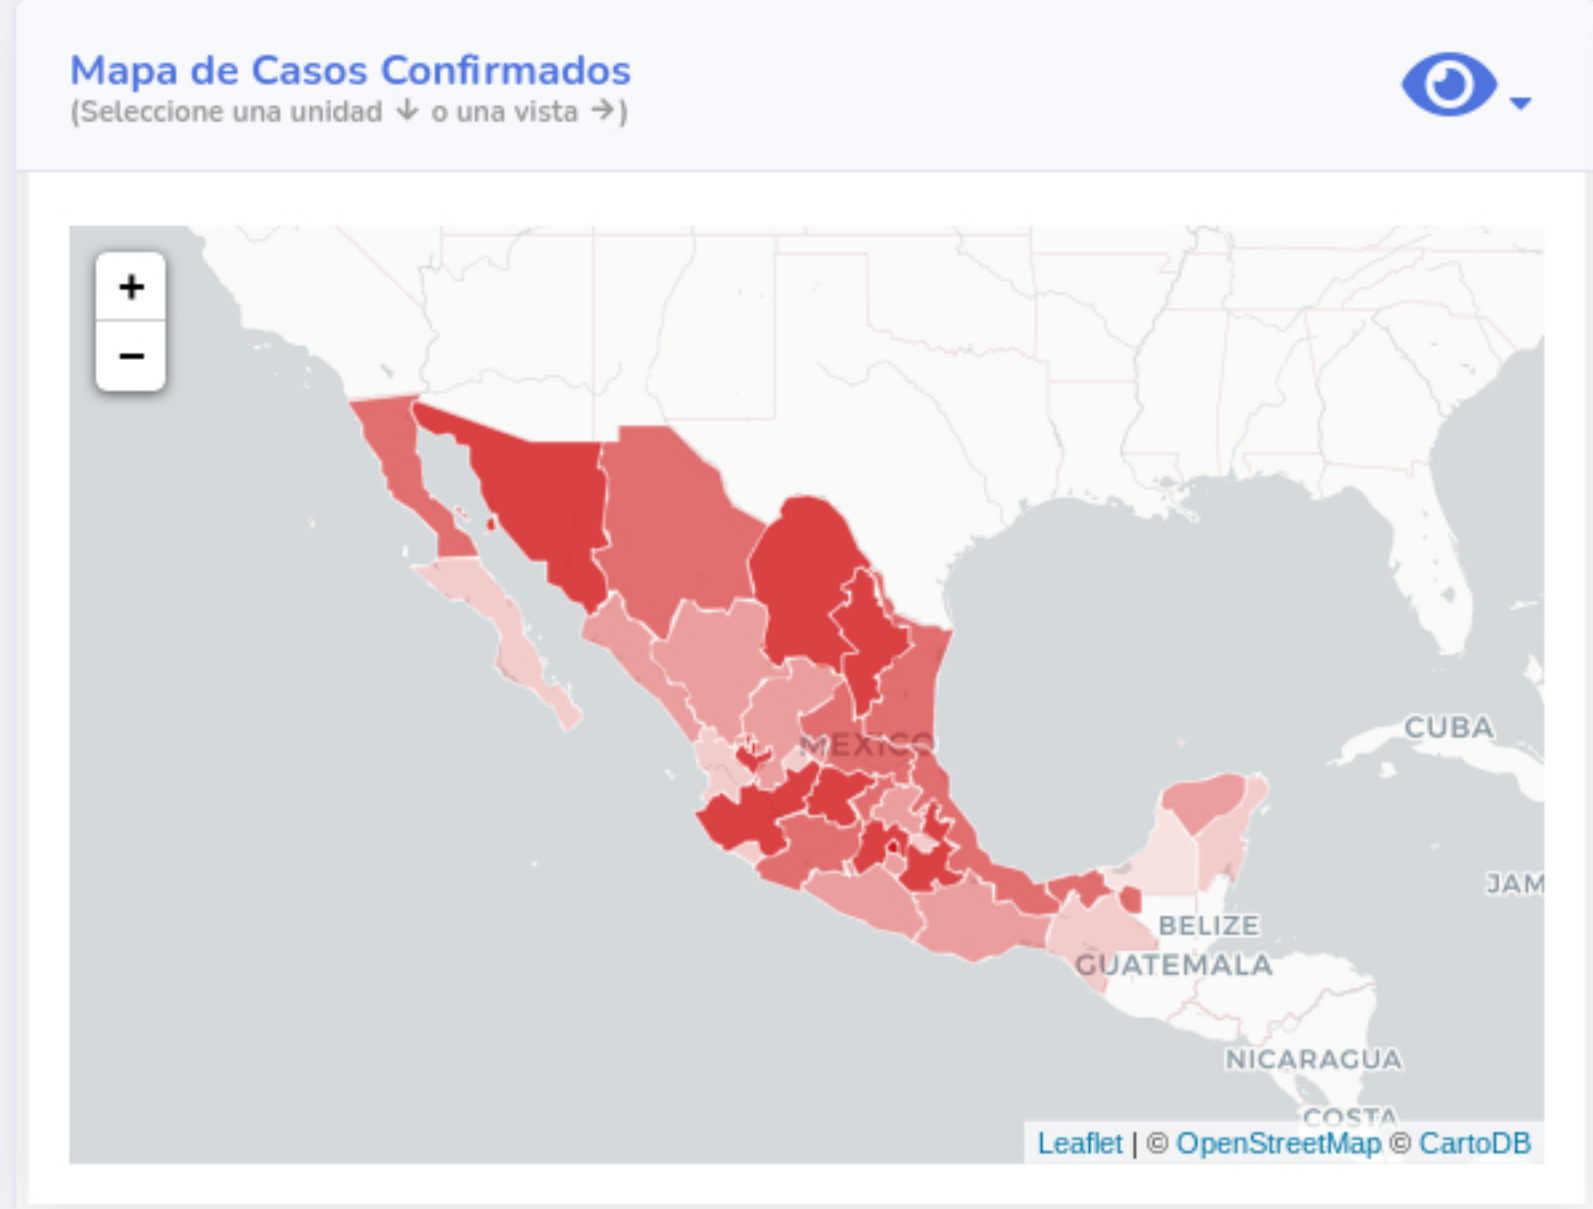 Mapa de Casos Confirmados
(Seleccione una unidad ↓ o una vista →)
+
−
MEXICO
CUBA
JAM
BELIZE
GUATEMALA
NICARAGUA
COSTA
Leaflet | © OpenStreetMap © CartoDB